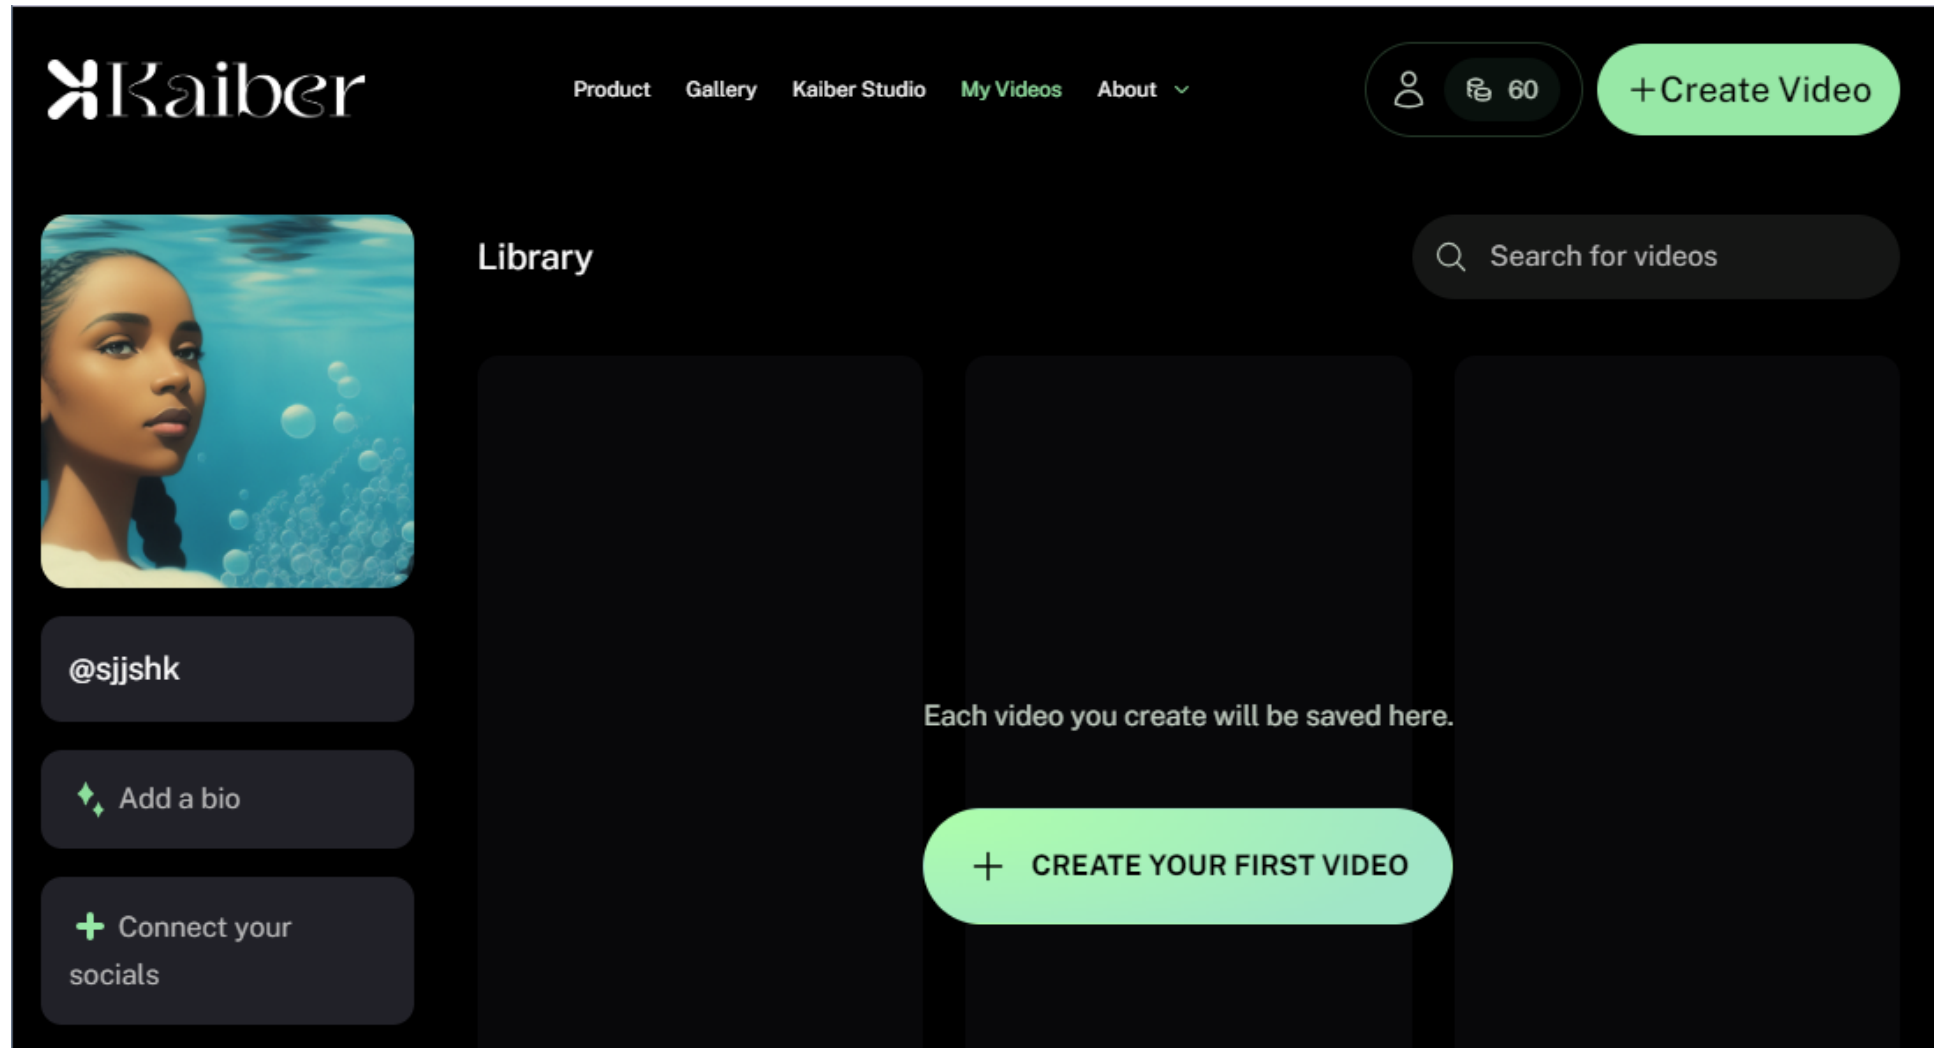 Kaiber
Product Gallery Kaiber Studio My Videos About
60
+Create Video
Library
Search for videos
@sjjshk
Add a bio
Connect your
socials
Each video you create will be saved here.
+ CREATE YOUR FIRST VIDEO